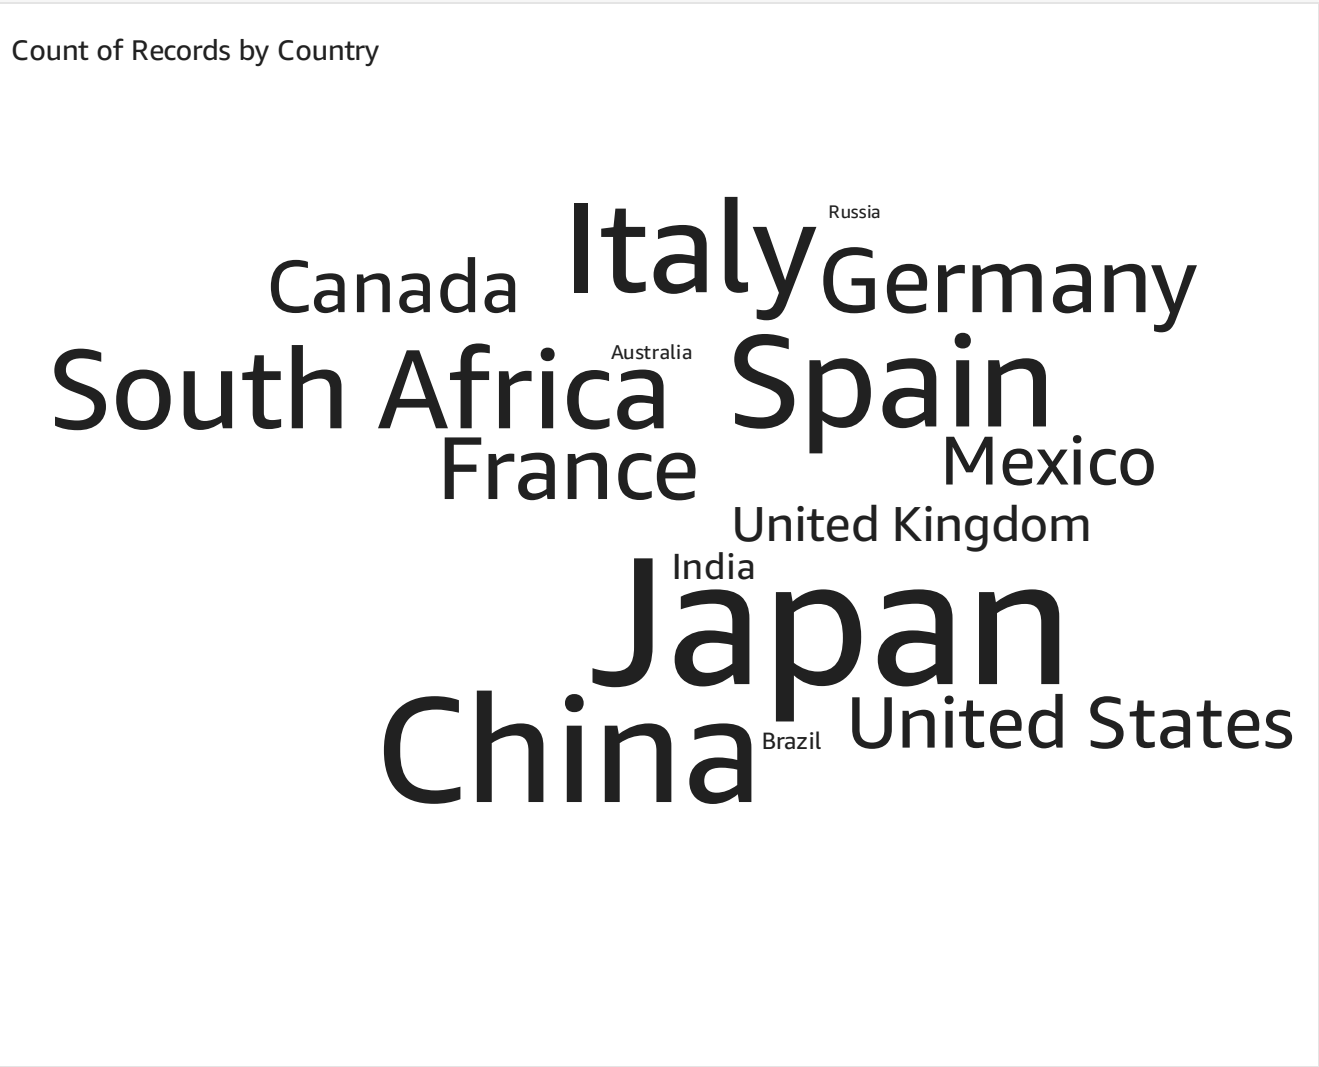 Count of Records by Country
Italy
Russia
Canada
Germany
Australia
South Africa
Spain
France
Mexico
United Kingdom
India
Japan
China
Brazil
United States